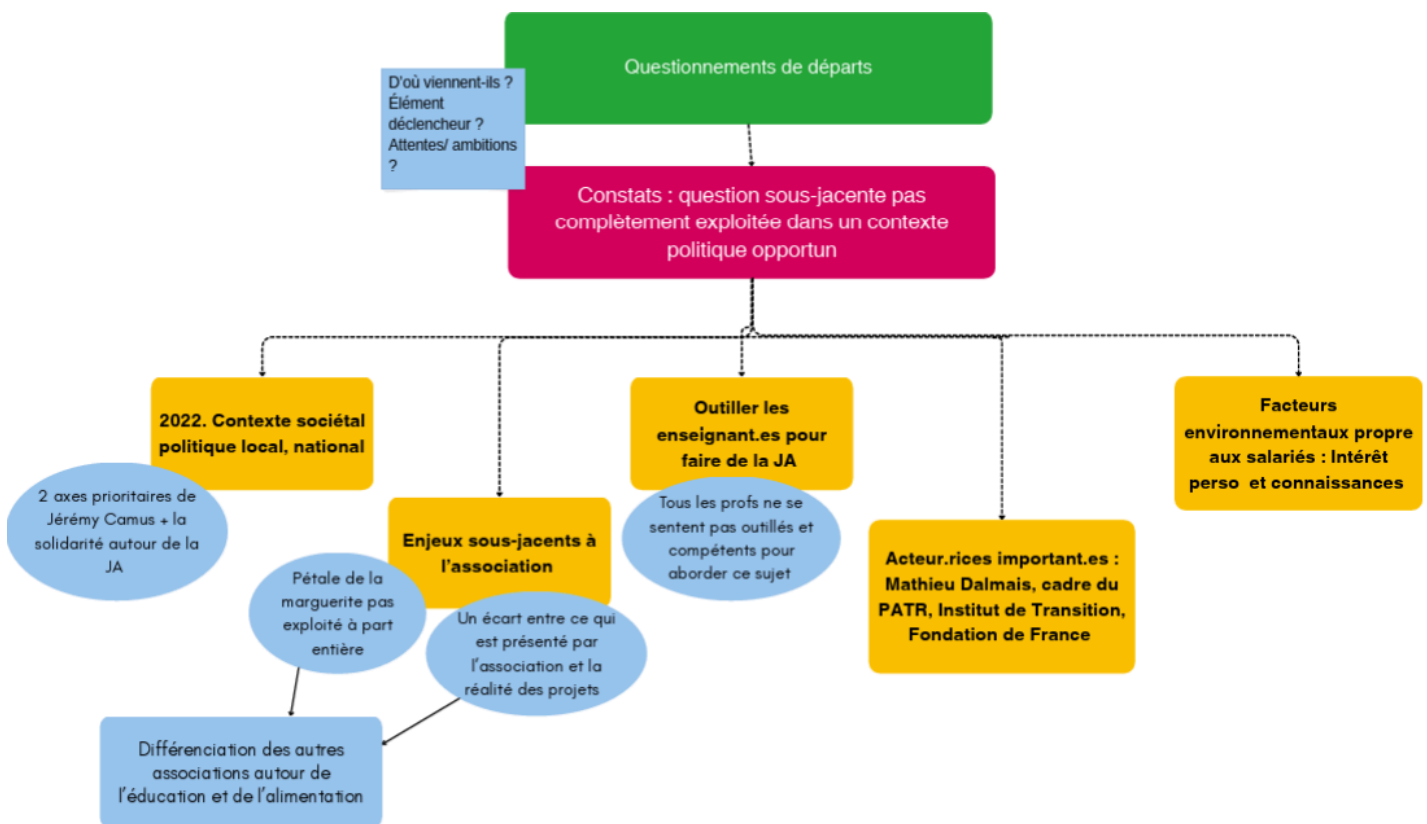 Questionnements de départs
D'où viennent-ils ?
Élément
déclencheur ?
Attentes/ ambitions
?
Constats : question sous-jacente pas
complètement exploitée dans un contexte
politique opportun
2022. Contexte sociétal
politique local, national
2 axes prioritaires de
Jérémy Camus + la
solidarité autour de la
JA
Enjeux sous-jacents à
l'association
Pétale de la
marguerite pas
exploité à part
entière
Un écart entre ce qui
est présenté par
l'association et la
réalité des projets
Différenciation des autres
associations autour de
l'éducation et de l'alimentation
Outiller les
enseignant.es pour
faire de la JA
Tous les profs ne se
sentent pas outillés et
compétents pour
aborder ce sujet
Acteur.rices important.es :
Mathieu Dalmais, cadre du
PATR, Institut de Transition,
Fondation de France
Facteurs
environnementaux propre
aux salariés : Intérêt
perso et connaissances